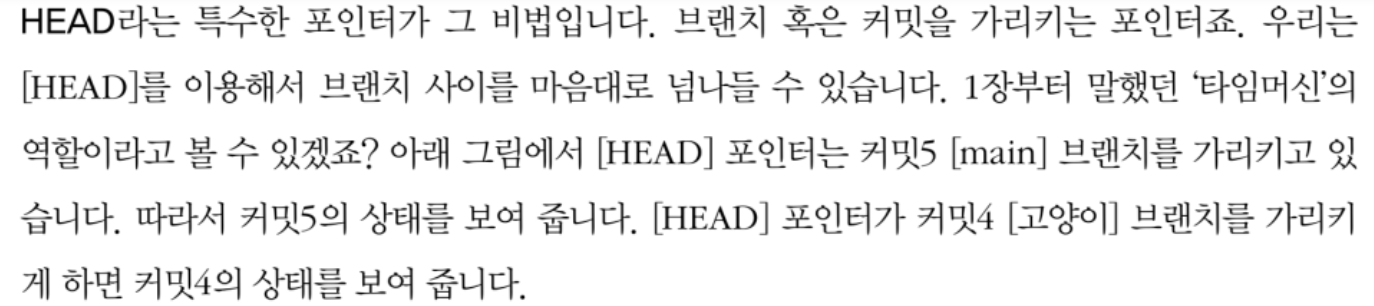 HEAD라는 특수한 포인터가 그 비법입니다. 브랜치 혹은 커밋을 가리키는 포인터죠. 우리는
[HEAD]를 이용해서 브랜치 사이를 마음대로 넘나들 수 있습니다. 1장부터 말했던 ‘타임머신’의
역할이라고 볼 수 있겠죠? 아래 그림에서 [HEAD] 포인터는 커밋5 [main] 브랜치를 가리키고 있
습니다. 따라서 커밋5의 상태를 보여 줍니다. [HEAD] 포인터가 커밋4 [고양이] 브랜치를 가리키
게 하면 커밋4의 상태를 보여 줍니다.